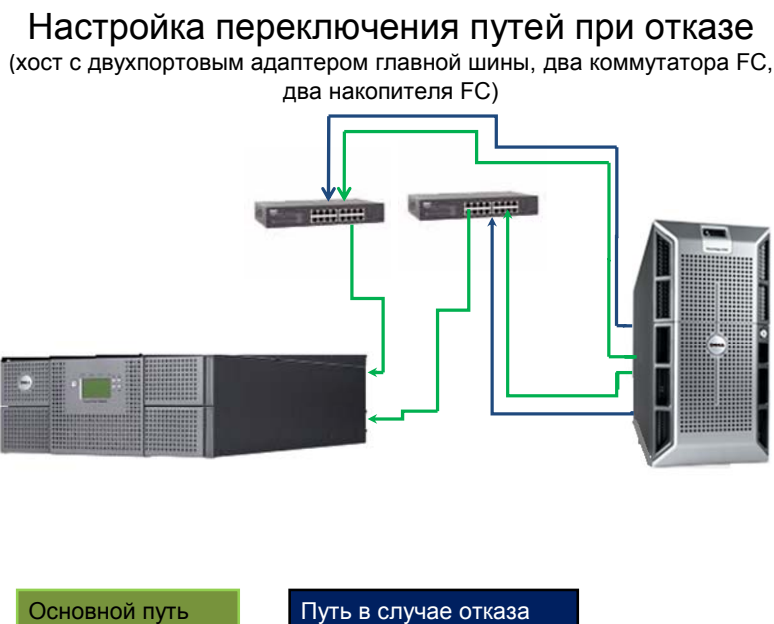 Настройка переключения путей при отказе
(хост с двухпортовым адаптером главной шины, два коммутатора FC,
два накопителя FC)
Основной путь
Путь в случае отказа